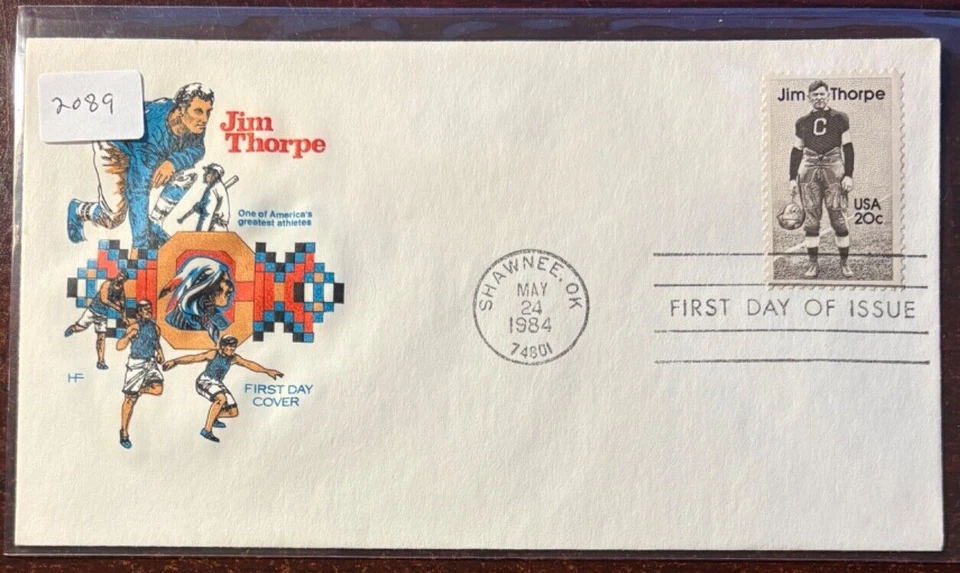 2089
Jim
Thorpe
One of America's
greatest athletes
HF
FIRST DAY
COVER
SHAWNEE, OK
MAY
24
1984
74801
Jim Thorpe
C
USA
20c
FIRST DAY OF ISSUE